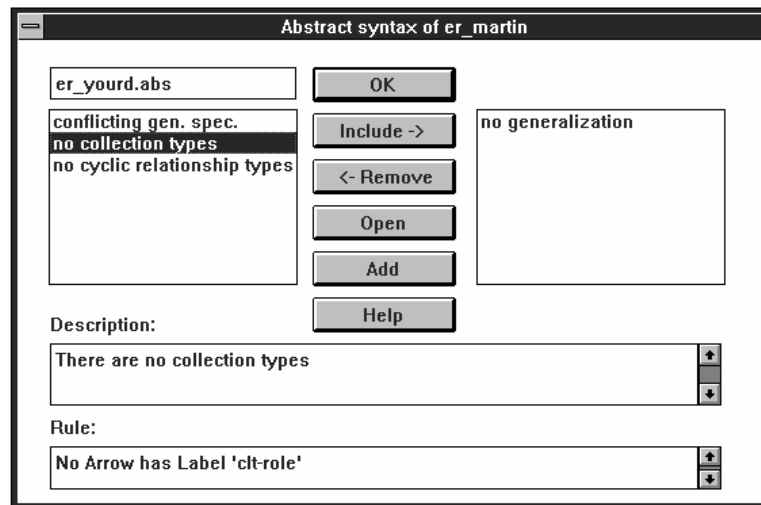 Abstract syntax of er_martin
er_yourd.abs
OK
conflicting gen. spec.
no collection types
no cyclic relationship types
Include ->
<- Remove
Open
Add
Help
no generalization
Description:
There are no collection types
Rule:
No Arrow has Label 'clt-role'